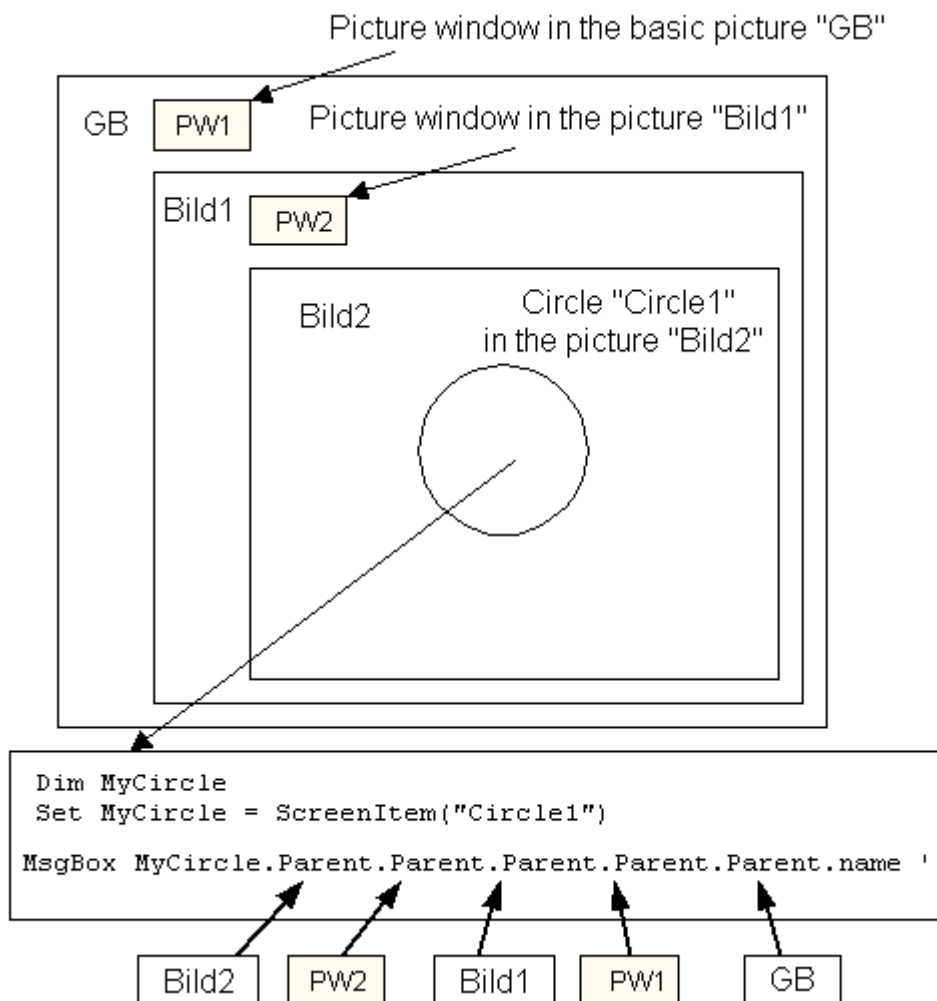 Picture window in the basic picture "GB"
GB
PW1
Picture window in the picture "Bild1"
Bild1
PW2
Bild2
Circle "Circle1"
in the picture "Bild2"
Dim MyCircle
Set MyCircle = ScreenItem("Circle1")
MsgBox MyCircle.Parent.Parent.Parent.Parent.Parent.name '
Bild2
PW2
Bild1
PW1
GB